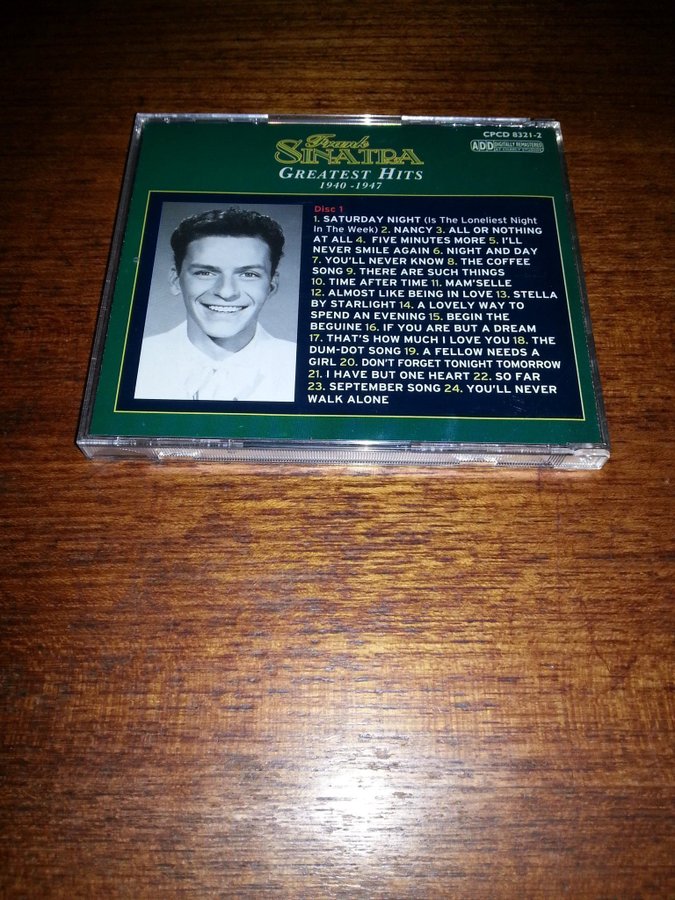 CPCD 8321-2
Frank
SINATRA
ADD DIGITALLY REMASTERED
GREATEST HITS
1940 -1947
Disc 1
1. SATURDAY NIGHT (Is The Loneliest Night
In The Week) 2. NANCY 3. ALL OR NOTHING
AT ALL 4. FIVE MINUTES MORE 5. I'LL
NEVER SMILE AGAIN 6. NIGHT AND DAY
7. YOU'LL NEVER KNOW 8. THE COFFEE
SONG 9. THERE ARE SUCH THINGS
10. TIME AFTER TIME 11. MAM'SELLE
12. ALMOST LIKE BEING IN LOVE 13. STELLA
BY STARLIGHT 14. A LOVELY WAY TO
SPEND AN EVENING 15. BEGIN THE
BEGUINE 16. IF YOU ARE BUT A DREAM
17. THAT'S HOW MUCH I LOVE YOU 18. THE
DUM-DOT SONG 19. A FELLOW NEEDS A
GIRL 20. DON'T FORGET TONIGHT TOMORROW
21. I HAVE BUT ONE HEART 22. SO FAR
23. SEPTEMBER SONG 24. YOU'LL NEVER
WALK ALONE